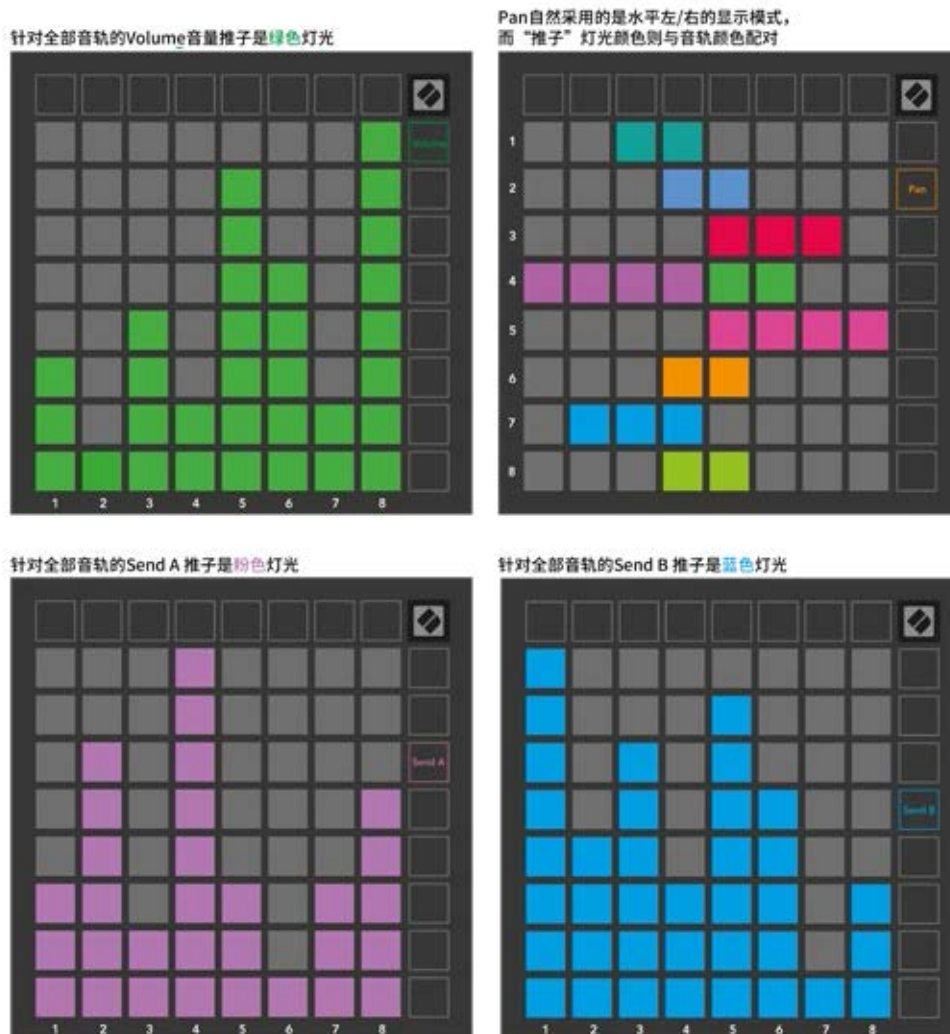 针对全部音轨的Volume音量推子是绿色灯光
Volume
1 2 3 4 5 6 7 8
Pan自然采用的是水平左/右的显示模式，
而“推子”灯光颜色则与音轨颜色配对
1
2
Pan
3
4
5
6
7
8
针对全部音轨的Send A 推子是粉色灯光
Send A
1 2 3 4 5 6 7 8
针对全部音轨的Send B 推子是蓝色灯光
Send B
1 2 3 4 5 6 7 8